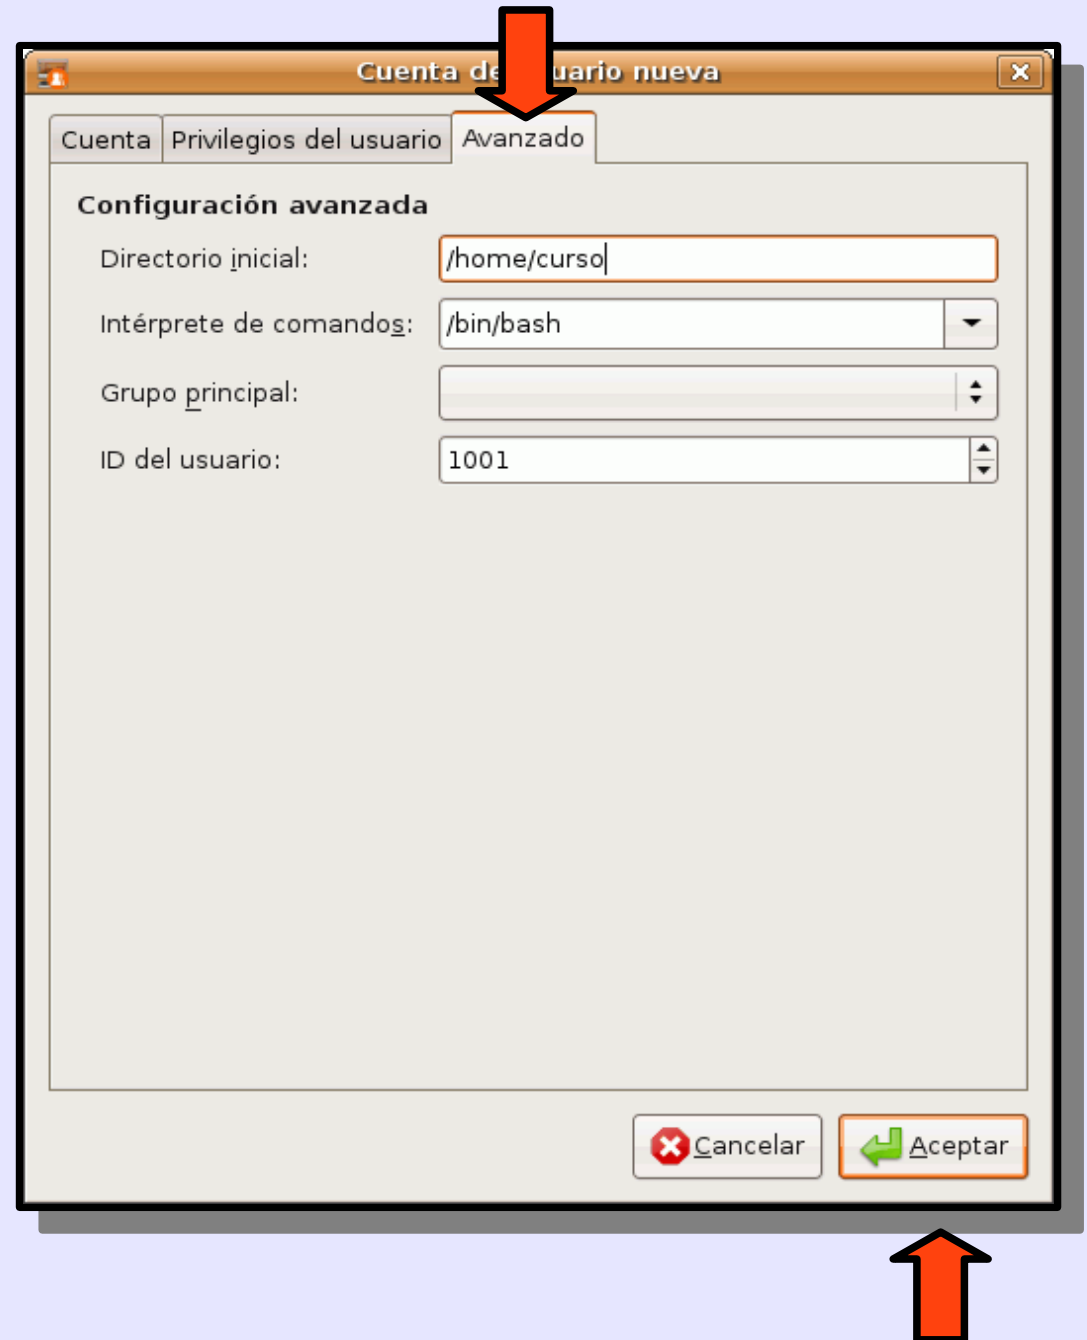 Cuenta de uario nueva
Cuenta Privilegios del usuario Avanzado
Configuración avanzada
Directorio inicial: /home/curso
Intérprete de comandos: /bin/bash
Grupo principal:
ID del usuario: 1001
Cancelar Aceptar